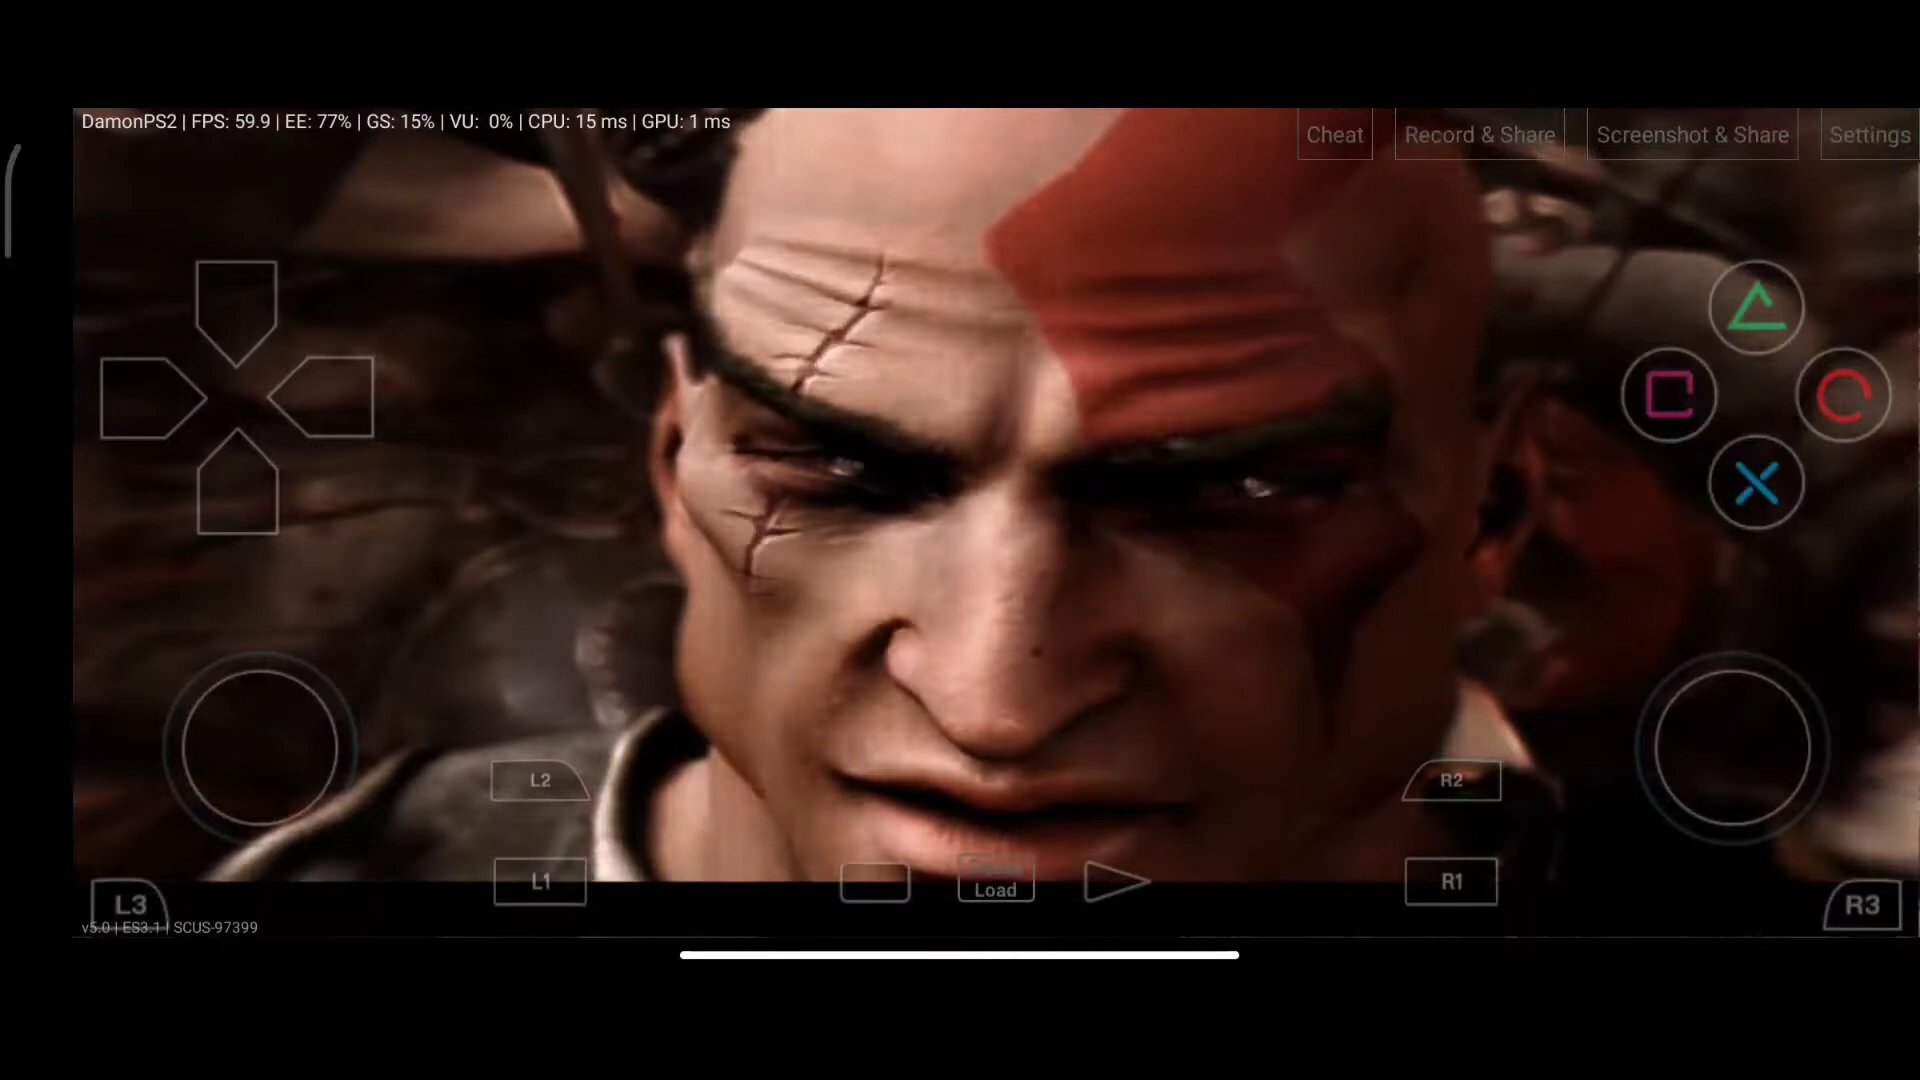 DamonPS2 | FPS: 59.9 | EE: 77% | GS: 15% | VU: 0% | CPU: 15 ms | GPU: 1 ms
Cheat
Record & Share
Screenshot & Share
Settings
L2
R2
L1
Load
R1
L3
R3
v5.0 | ES3.1 | SCUS-97399